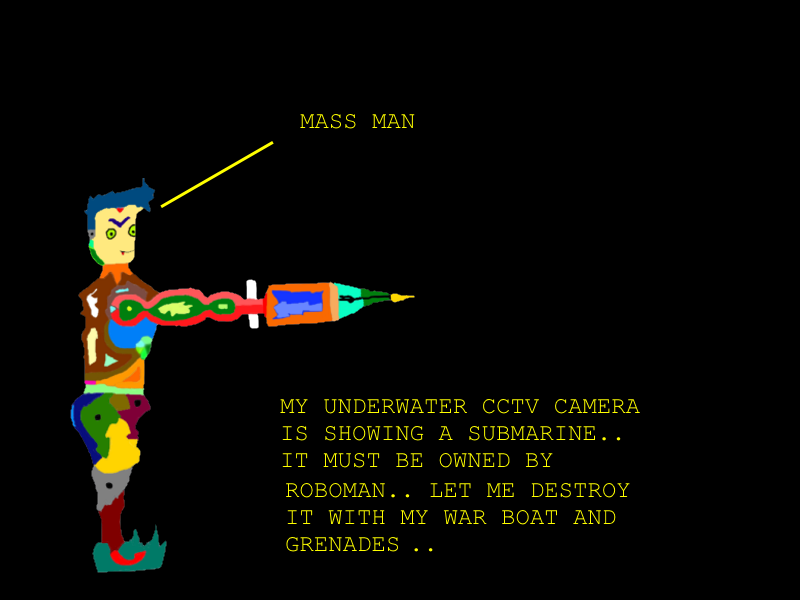 MASS MAN
MY UNDERWATER CCTV CAMERA
IS SHOWING A SUBMARINE..
IT MUST BE OWNED BY
ROBOMAN.. LET ME DESTROY
IT WITH MY WAR BOAT AND
GRENADES ..